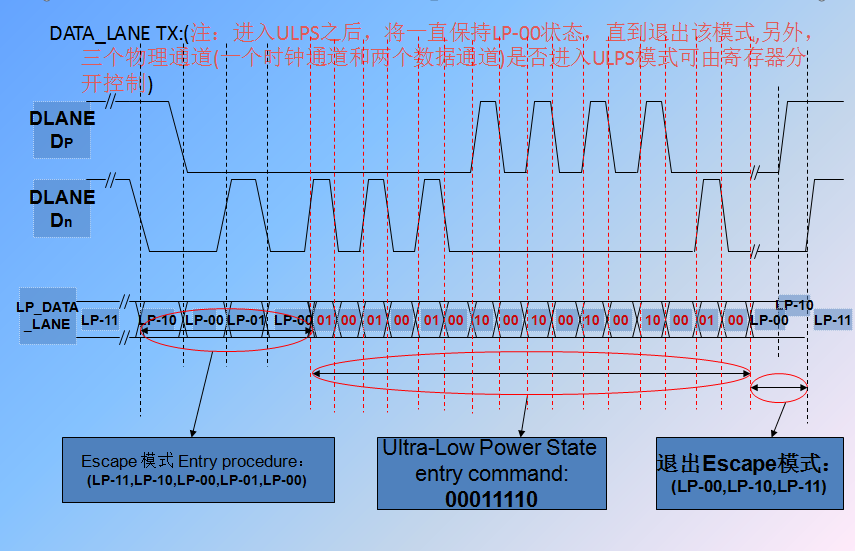 DATA_LANE TX:(注：进入ULPS之后，将一直保持LP-00状态，直到退出该模式,另外，
三个物理通道(一个时钟通道和两个数据通道)是否进入ULPS模式可由寄存器分
开控制)
DLANE
DP
DLANE
Dn
LP_DATA
_LANE
LP-11 LP-10 LP-00 LP-01 LP-00 01 00 01 00 01 00 10 00 10 00 10 00 10 00 01 00 LP-00 LP-10 LP-11
Escape 模式 Entry procedure：
(LP-11,LP-10,LP-00,LP-01,LP-00)
Ultra-Low Power State
entry command:
00011110
退出Escape模式：
(LP-00,LP-10,LP-11)